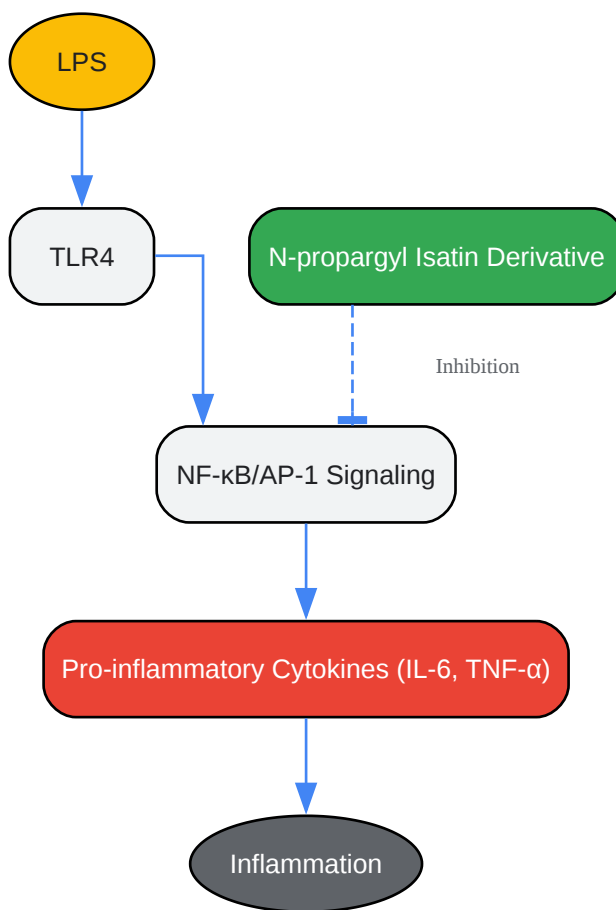 LPS
TLR4
N-propargyl Isatin Derivative
Inhibition
NF-κB/AP-1 Signaling
Pro-inflammatory Cytokines (IL-6, TNF-α)
Inflammation